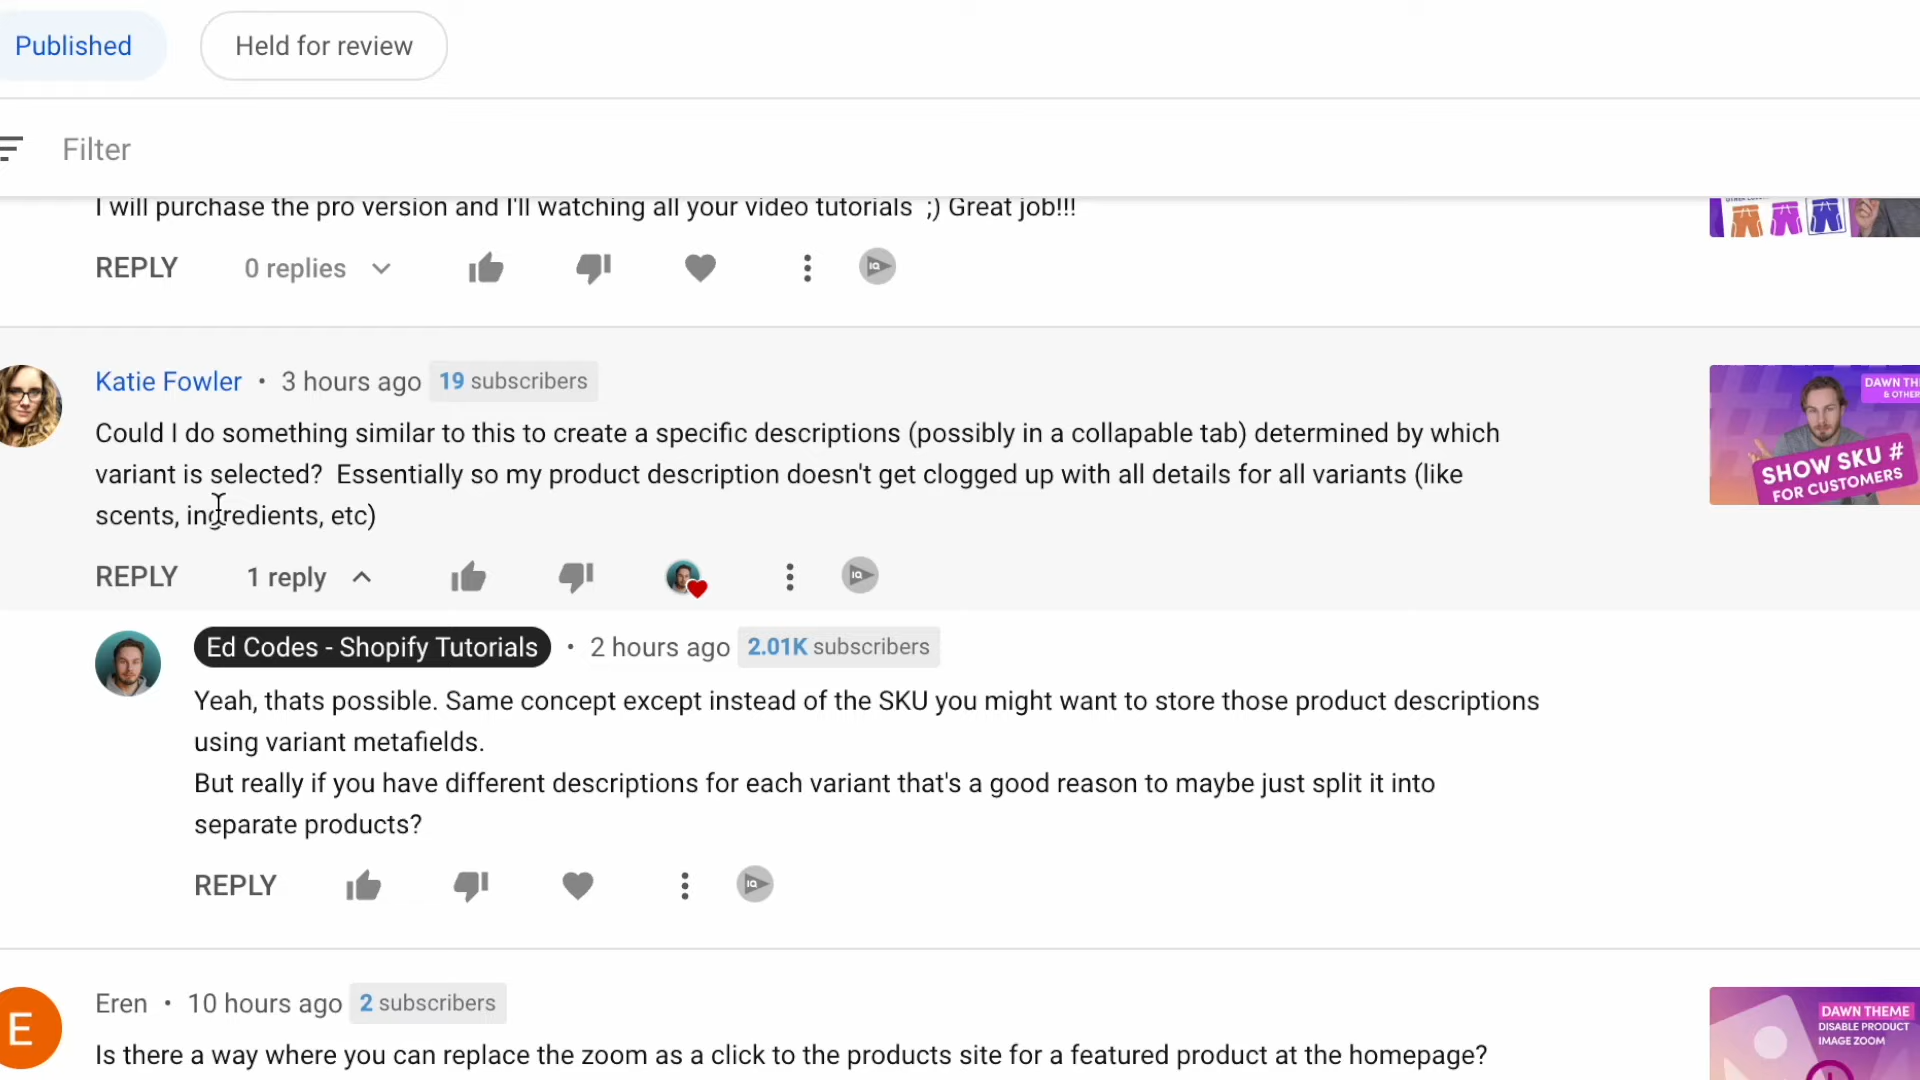 Published
Held for review
Filter
I will purchase the pro version and I'll watching all your video tutorials ;) Great job!!!
REPLY
0 replies
IQ
Katie Fowler • 3 hours ago 19 subscribers
Could I do something similar to this to create a specific descriptions (possibly in a collapable tab) determined by which
variant is selected? Essentially so my product description doesn't get clogged up with all details for all variants (like
scents, ingredients, etc)
DAWN TH
& OTHER
SHOW SKU #
FOR CUSTOMERS
REPLY
1 reply
IQ
Ed Codes - Shopify Tutorials • 2 hours ago 2.01K subscribers
Yeah, thats possible. Same concept except instead of the SKU you might want to store those product descriptions
using variant metafields.
But really if you have different descriptions for each variant that's a good reason to maybe just split it into
separate products?
REPLY
IQ
E
Eren • 10 hours ago 2 subscribers
Is there a way where you can replace the zoom as a click to the products site for a featured product at the homepage?
DAWN THEME
DISABLE PRODUCT
IMAGE ZOOM